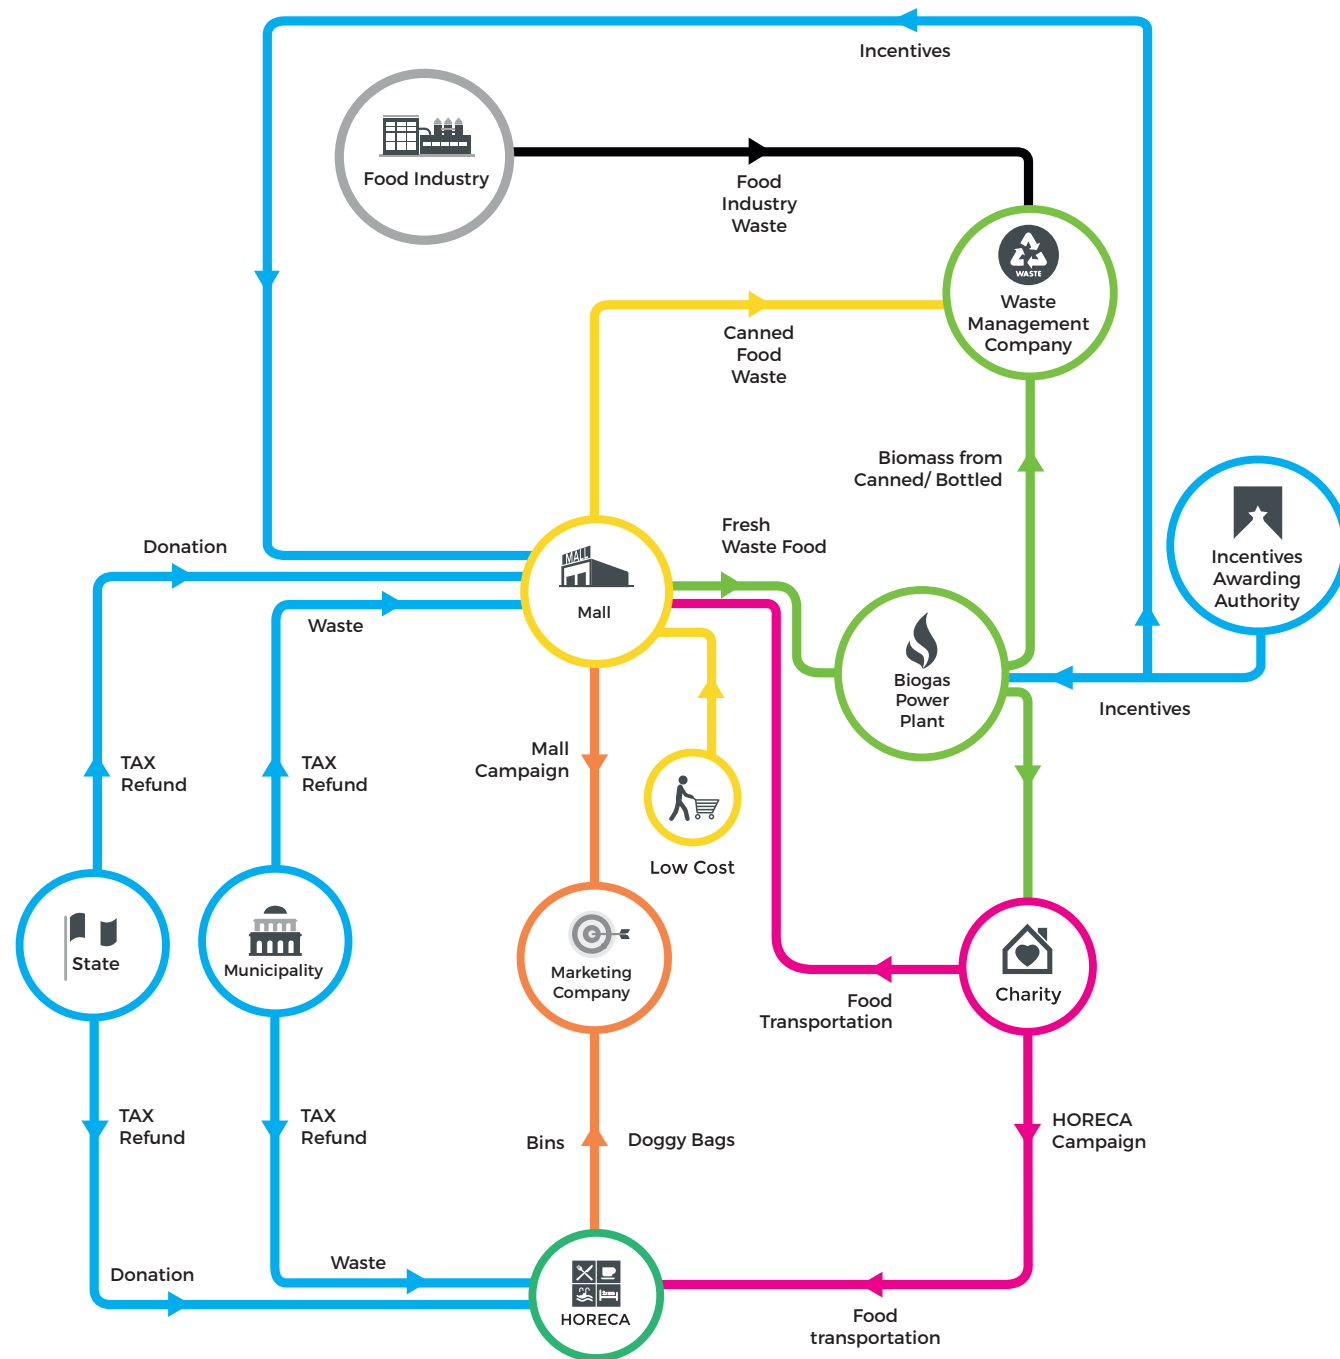 Incentives
Food Industry
Food
Industry
Waste
WASTE
Waste
Management
Company
Canned
Food
Waste
Biomass from
Canned/ Bottled
Fresh
Waste Food
Donation
MALL
Mall
Waste
Incentives
Awarding
Authority
Biogas
Power
Plant
Incentives
TAX
Refund
TAX
Refund
Mall
Campaign
Low Cost
State
Municipality
Marketing
Company
Charity
Food
Transportation
TAX
Refund
TAX
Refund
Bins
Doggy Bags
HORECA
Campaign
Waste
Donation
HORECA
Food
transportation